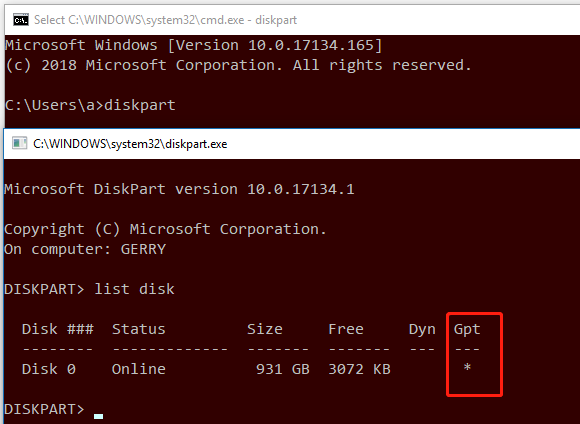 Select C:\WINDOWS\system32\cmd.exe - diskpart
Microsoft Windows [Version 10.0.17134.165]
(c) 2018 Microsoft Corporation. All rights reserved.
C:\Users\a>diskpart
C:\WINDOWS\system32\diskpart.exe
Microsoft DiskPart version 10.0.17134.1
Copyright (C) Microsoft Corporation.
On computer: GERRY
DISKPART> list disk
  Disk ###  Status         Size     Free     Dyn  Gpt
  --------  -------------  -------  -------  ---  ---
  Disk 0    Online          931 GB  3072 KB        *
DISKPART>